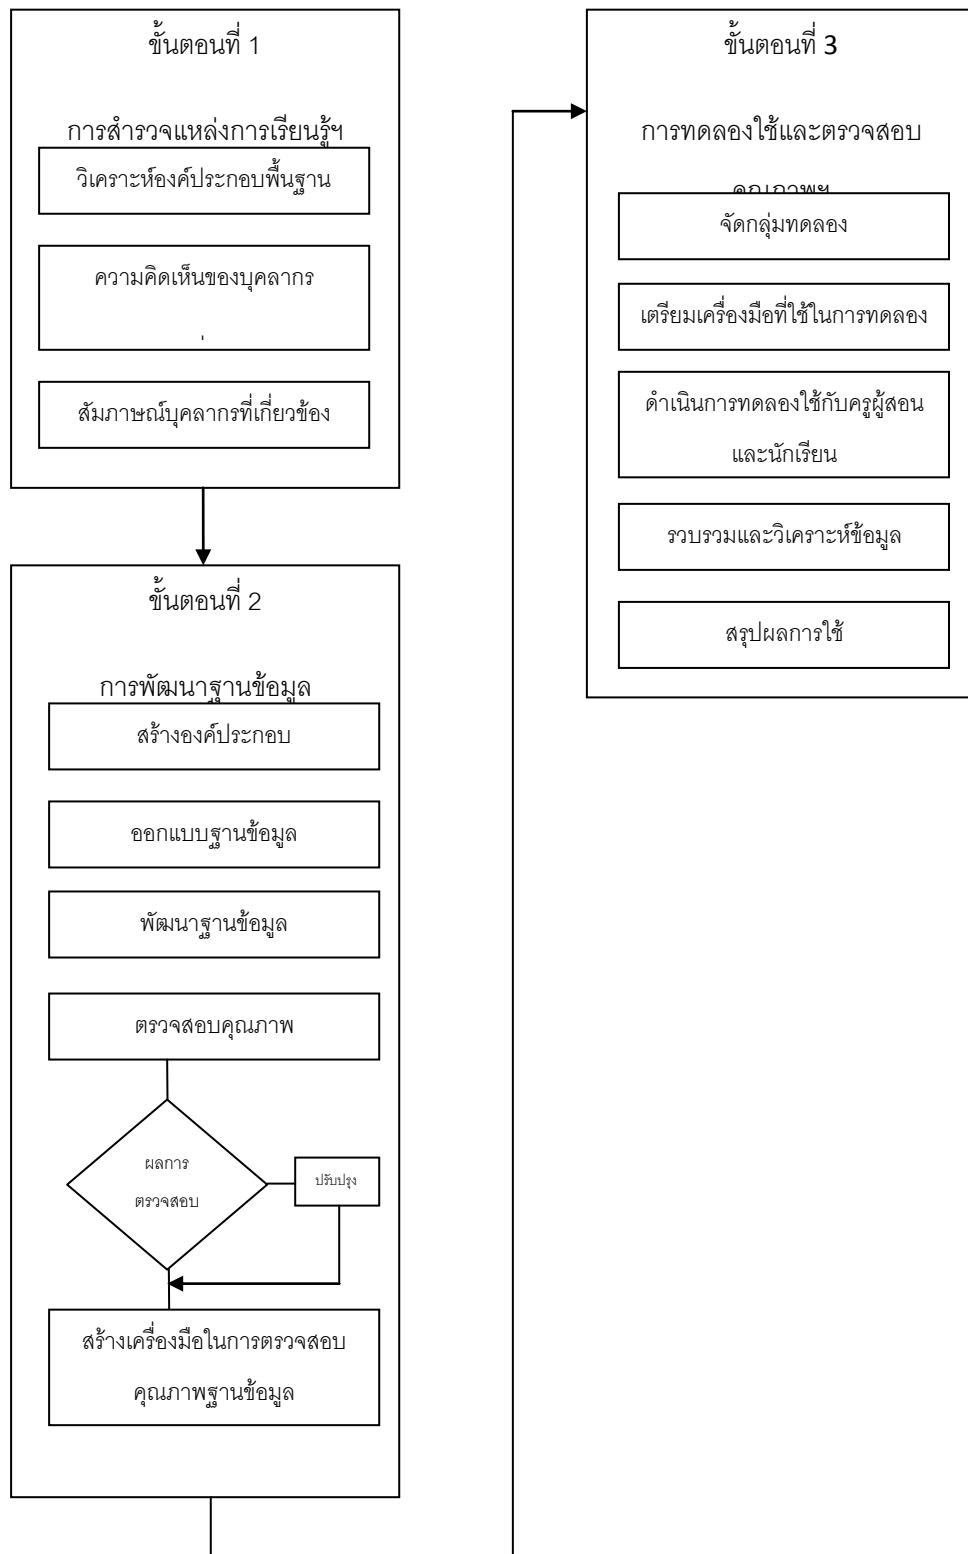 ขั้นตอนที่ 1
การสำรวจแหล่งการเรียนรู้ฯ
วิเคราะห์องค์ประกอบพื้นฐาน
ความคิดเห็นของบุคลากร
สัมภาษณ์บุคลากรที่เกี่ยวข้อง
ขั้นตอนที่ 2
การพัฒนาฐานข้อมูล
สร้างองค์ประกอบ
ออกแบบฐานข้อมูล
พัฒนาฐานข้อมูล
ตรวจสอบคุณภาพ
ผลการ
ตรวจสอบ
ปรับปรุง
สร้างเครื่องมือในการตรวจสอบ
คุณภาพฐานข้อมูล
ขั้นตอนที่ 3
การทดลองใช้และตรวจสอบ
คุณภาพฯ
จัดกลุ่มทดลอง
เตรียมเครื่องมือที่ใช้ในการทดลอง
ดำเนินการทดลองใช้กับครูผู้สอน
และนักเรียน
รวบรวมและวิเคราะห์ข้อมูล
สรุปผลการใช้